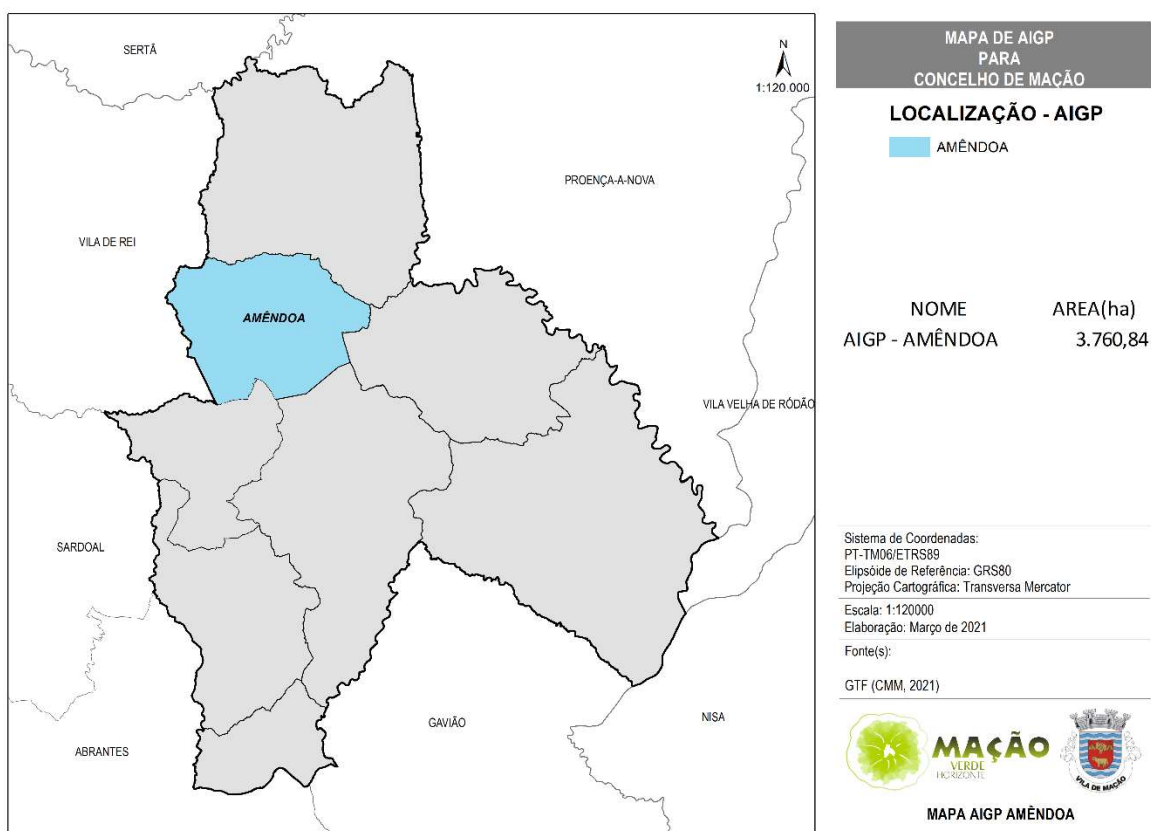 SERTÃ
N
1:120.000
PROENÇA-A-NOVA
VILA DE REI
AMÊNDOA
VILA VELHA DE RÓDÃO
SARDOAL
GAVIÃO
NISA
ABRANTES
MAPA DE AIGP
PARA
CONCELHO DE MAÇÃO
LOCALIZAÇÃO - AIGP
AMÊNDOA
NOME AREA(ha)
AIGP - AMÊNDOA 3.760,84
Sistema de Coordenadas:
PT-TM06/ETRS89
Elipsóide de Referência: GRS80
Projeção Cartográfica: Transversa Mercator
Escala: 1:120000
Elaboração: Março de 2021
Fonte(s):
GTF (CMM, 2021)
MAÇÃO
VERDE
HORIZONTE
VILA DE MAÇÃO
MAPA AIGP AMÊNDOA